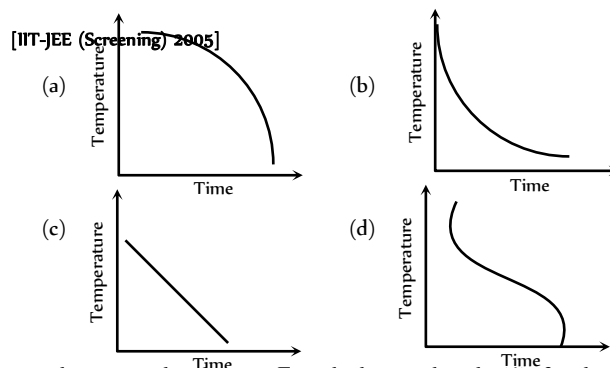 [IIT-JEE (Screening) 2005]
(a)
Temperature
Time
(b)
Temperature
Time
(c)
Temperature
Time
(d)
Temperature
Time